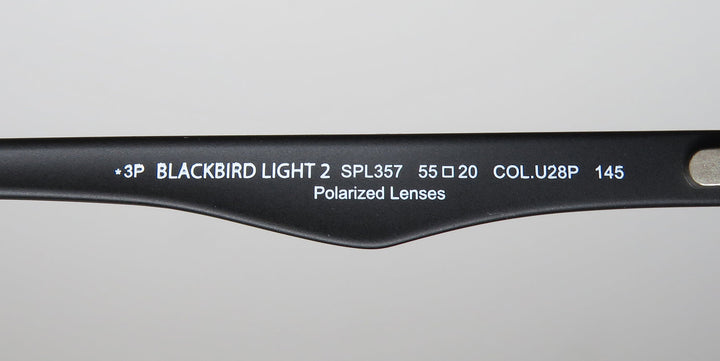 *3P BLACKBIRD LIGHT 2 SPL357 55□20 COL.U28P 145
Polarized Lenses